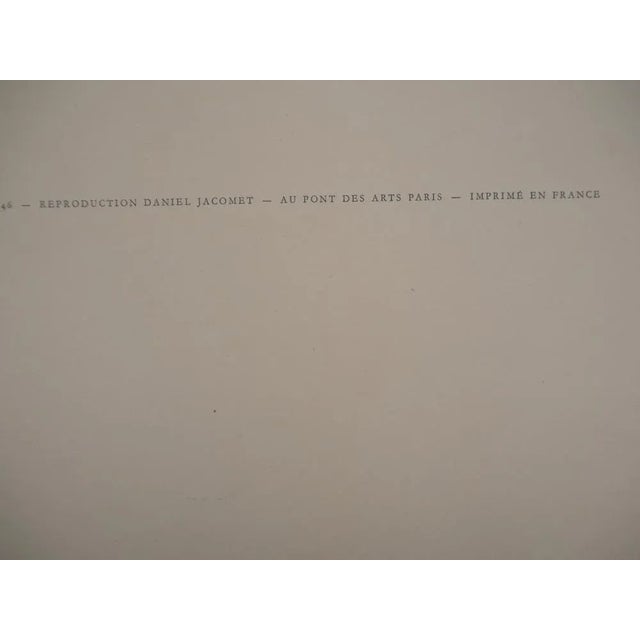 46 — REPRODUCTION DANIEL JACOMET — AU PONT DES ARTS PARIS — IMPRIMÉ EN FRANCE